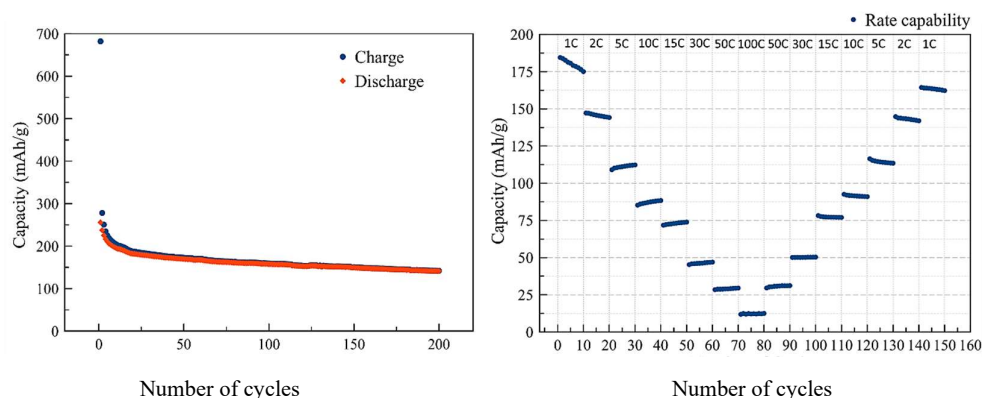 700
600
500
400
300
200
100
0
Capacity (mAh/g)
Charge
Discharge
0 50 100 150 200
Number of cycles
Rate capability
1C 2C 5C 10C 15C 30C 50C 100C 50C 30C 15C 10C 5C 2C 1C
200
175
150
125
100
75
50
25
0
Capacity (mAh/g)
0 10 20 30 40 50 60 70 80 90 100 110 120 130 140 150 160
Number of cycles